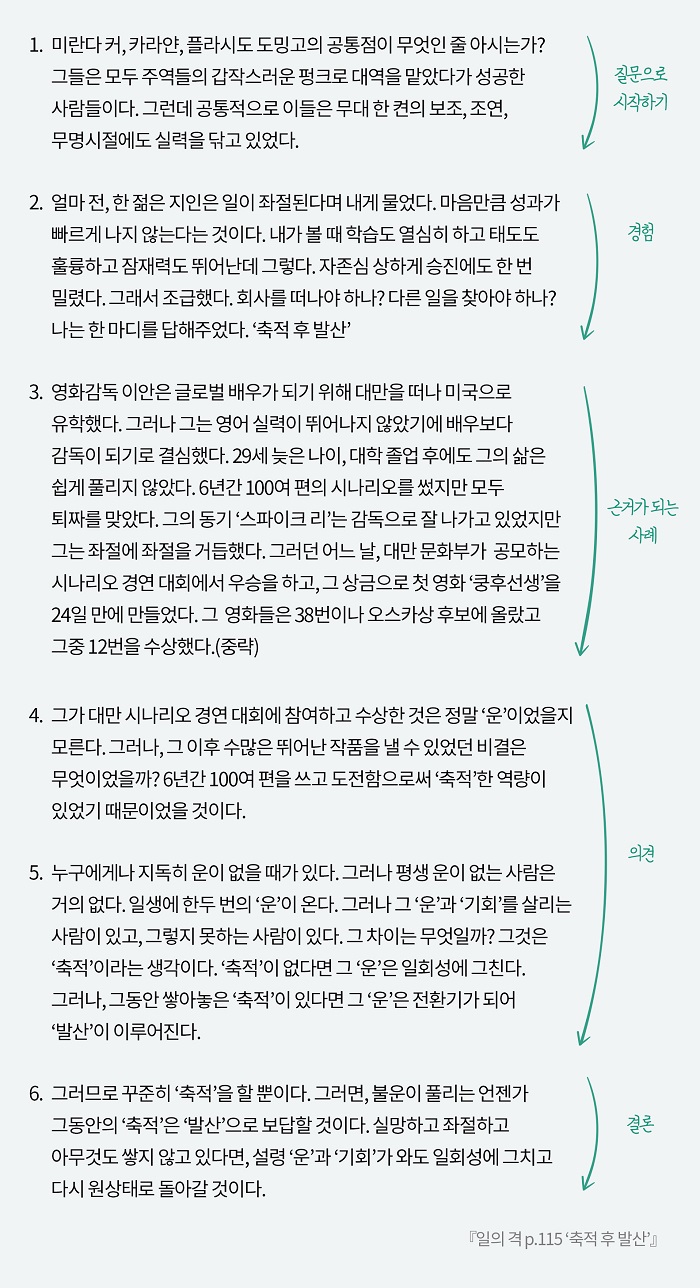 1. 미란다 커, 카라얀, 플라시도 도밍고의 공통점이 무엇인 줄 아시는가?
그들은 모두 주역들의 갑작스러운 펑크로 대역을 맡았다가 성공한
사람들이다. 그런데 공통적으로 이들은 무대 한 켠의 보조, 조연,
무명시절에도 실력을 닦고 있었다.
질문으로
시작하기
2. 얼마 전, 한 젊은 지인은 일이 좌절된다며 내게 물었다. 마음만큼 성과가
빠르게 나지 않는다는 것이다. 내가 볼 때 학습도 열심히 하고 태도도
훌륭하고 잠재력도 뛰어난데 그렇다. 자존심 상하게 승진에도 한 번
밀렸다. 그래서 조급했다. 회사를 떠나야 하나? 다른 일을 찾아야 하나?
나는 한 마디를 답해주었다. ‘축적 후 발산’
경험
3. 영화감독 이안은 글로벌 배우가 되기 위해 대만을 떠나 미국으로
유학했다. 그러나 그는 영어 실력이 뛰어나지 않았기에 배우보다
감독이 되기로 결심했다. 29세 늦은 나이, 대학 졸업 후에도 그의 삶은
쉽게 풀리지 않았다. 6년간 100여 편의 시나리오를 썼지만 모두
퇴짜를 맞았다. 그의 동기 ‘스파이크 리’는 감독으로 잘 나가고 있었지만
그는 좌절에 좌절을 거듭했다. 그러던 어느 날, 대만 문화부가 공모하는
시나리오 경연 대회에서 우승을 하고, 그 상금으로 첫 영화 ‘쿵후선생’을
24일 만에 만들었다. 그 영화들은 38번이나 오스카상 후보에 올랐고
그중 12번을 수상했다.(중략)
근거가 되는
사례
4. 그가 대만 시나리오 경연 대회에 참여하고 수상한 것은 정말 ‘운’이었을지
모른다. 그러나, 그 이후 수많은 뛰어난 작품을 낼 수 있었던 비결은
무엇이었을까? 6년간 100여 편을 쓰고 도전함으로써 ‘축적’한 역량이
있었기 때문이었을 것이다.
의견
5. 누구에게나 지독히 운이 없을 때가 있다. 그러나 평생 운이 없는 사람은
거의 없다. 일생에 한두 번의 ‘운’이 온다. 그러나 그 ‘운’과 ‘기회’를 살리는
사람이 있고, 그렇지 못하는 사람이 있다. 그 차이는 무엇일까? 그것은
‘축적’이라는 생각이다. ‘축적’이 없다면 그 ‘운’은 일회성에 그친다.
그러나, 그동안 쌓아놓은 ‘축적’이 있다면 그 ‘운’은 전환기가 되어
‘발산’이 이루어진다.
6. 그러므로 꾸준히 ‘축적’을 할 뿐이다. 그러면, 불운이 풀리는 언젠가
그동안의 ‘축적’은 ‘발산’으로 보답할 것이다. 실망하고 좌절하고
아무것도 쌓지 않고 있다면, 설령 ‘운’과 ‘기회’가 와도 일회성에 그치고
다시 원상태로 돌아갈 것이다.
결론
『일의 격 p.115 ‘축적 후 발산’』